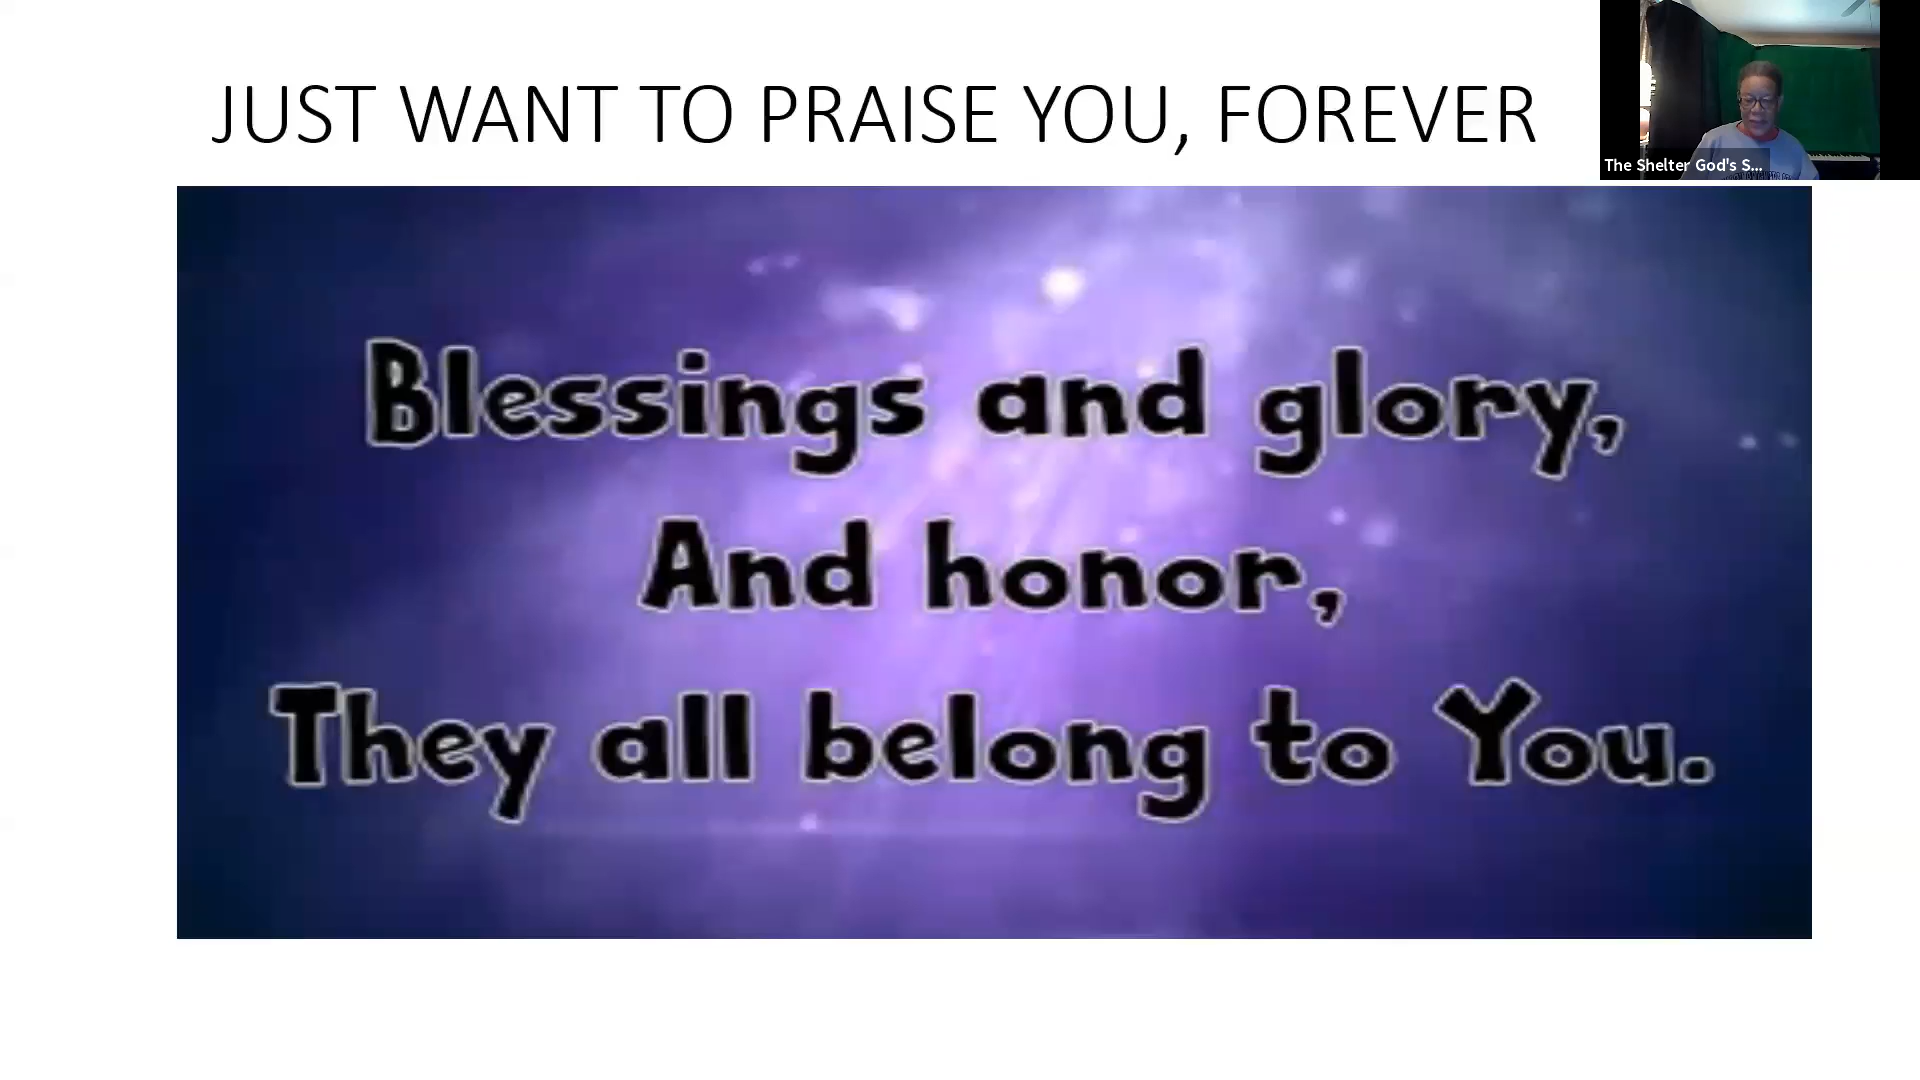 JUST WANT TO PRAISE YOU, FOREVER
The Shelter God's S...
Blessings and glory,
And honor,
They all belong to You.